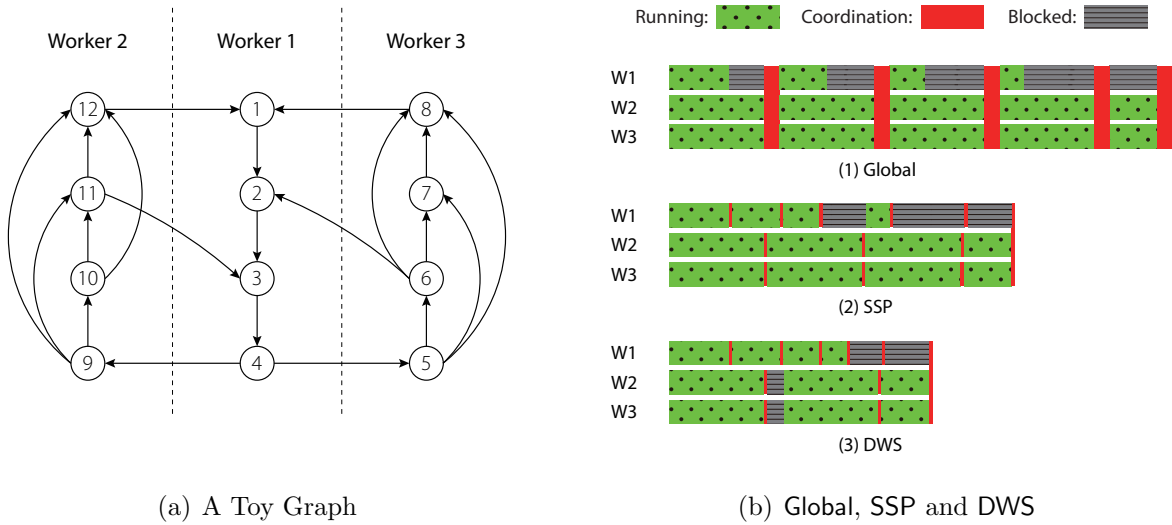 Worker 2 Worker 1 Worker 3
12 1 8
11 2 7
10 3 6
9 4 5
(a) A Toy Graph
Running: Coordination: Blocked:
W1
W2
W3
(1) Global
W1
W2
W3
(2) SSP
W1
W2
W3
(3) DWS
(b) Global, SSP and DWS